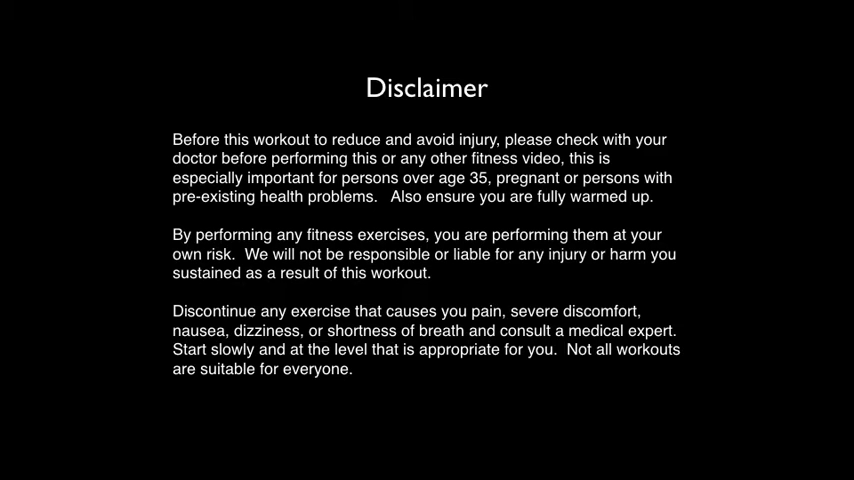 Disclaimer
Before this workout to reduce and avoid injury, please check with your
doctor before performing this or any other fitness video, this is
especially important for persons over age 35, pregnant or persons with
pre-existing health problems.   Also ensure you are fully warmed up.
By performing any fitness exercises, you are performing them at your
own risk.  We will not be responsible or liable for any injury or harm you
sustained as a result of this workout.
Discontinue any exercise that causes you pain, severe discomfort,
nausea, dizziness, or shortness of breath and consult a medical expert.
Start slowly and at the level that is appropriate for you.  Not all workouts
are suitable for everyone.